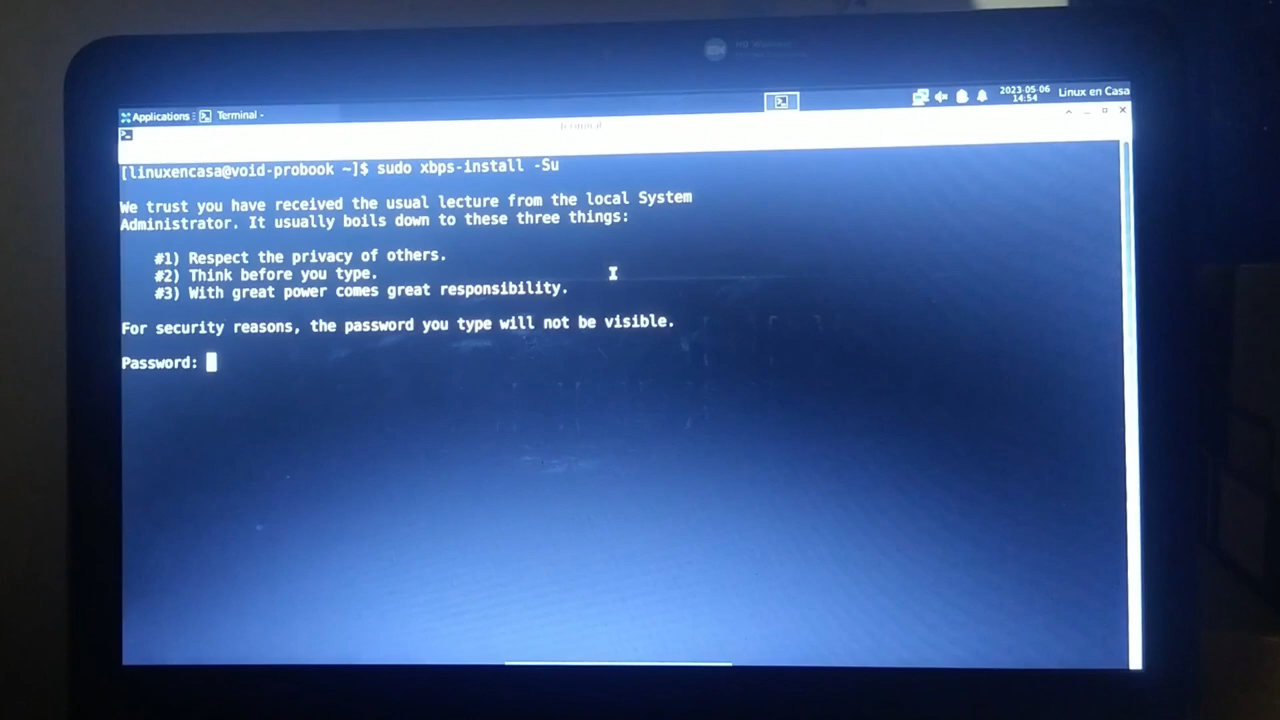 Applications
Terminal -
2023-05-06
14:54
Linux en Casa
Terminal
[linuxencasa@void-probook ~]$ sudo xbps-install -Su
We trust you have received the usual lecture from the local System
Administrator. It usually boils down to these three things:
#1) Respect the privacy of others.
#2) Think before you type.
#3) With great power comes great responsibility.
For security reasons, the password you type will not be visible.
Password: